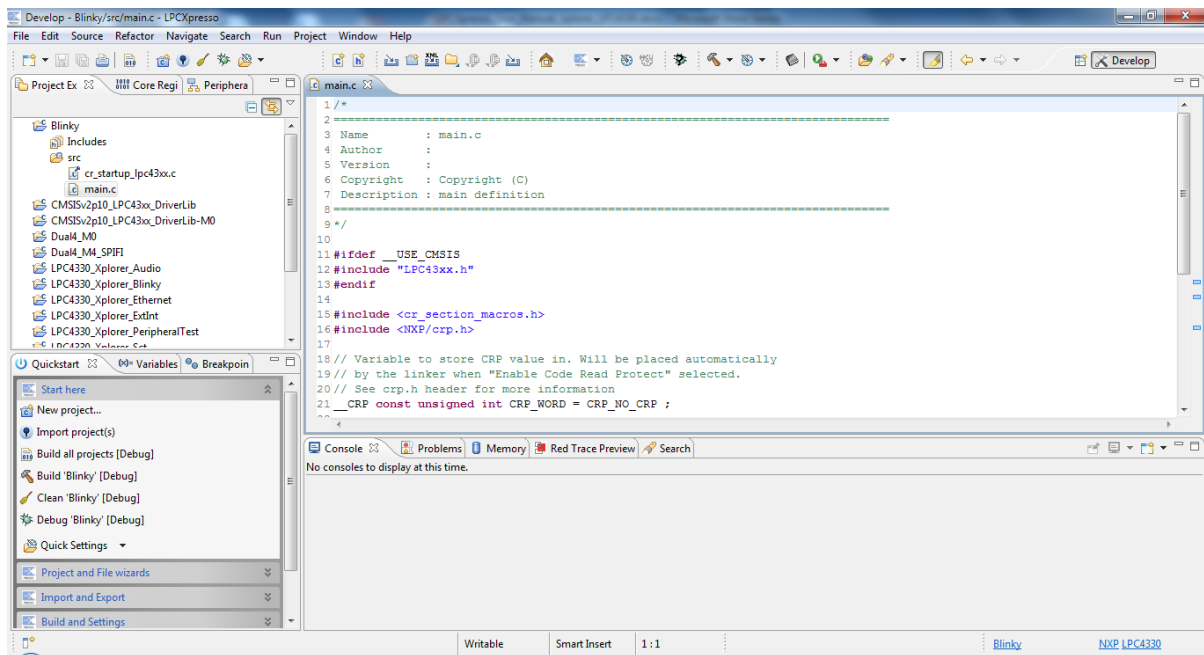 Develop - Blinky/src/main.c - LPCXpresso
File Edit Source Refactor Navigate Search Run Project Window Help
Develop
Project Ex Core Regi Periphera
Blinky
Includes
src
cr_startup_lpc43xx.c
main.c
CMSISv2p10_LPC43xx_DriverLib
CMSISv2p10_LPC43xx_DriverLib-M0
Dual4_M0
Dual4_M4_SPIFI
LPC4330_Xplorer_Audio
LPC4330_Xplorer_Blinky
LPC4330_Xplorer_Ethernet
LPC4330_Xplorer_ExtInt
LPC4330_Xplorer_PeripheralTest
main.c
1 /*
2 ================================================================================
3 Name : main.c
4 Author :
5 Version :
6 Copyright : Copyright (C)
7 Description : main definition
8 ================================================================================
9 */
10
11 #ifdef __USE_CMSIS
12 #include "LPC43xx.h"
13 #endif
14
15 #include <cr_section_macros.h>
16 #include <NXP/crp.h>
17
18 // Variable to store CRP value in. Will be placed automatically
19 // by the linker when "Enable Code Read Protect" selected.
20 // See crp.h header for more information
21 __CRP const unsigned int CRP_WORD = CRP_NO_CRP ;
Quickstart Variables Breakpoin
Start here
New project...
Import project(s)
Build all projects [Debug]
Build 'Blinky' [Debug]
Clean 'Blinky' [Debug]
Debug 'Blinky' [Debug]
Quick Settings
Project and File wizards
Import and Export
Build and Settings
Console Problems Memory Red Trace Preview Search
No consoles to display at this time.
Writable Smart Insert 1 : 1 Blinky NXP LPC4330